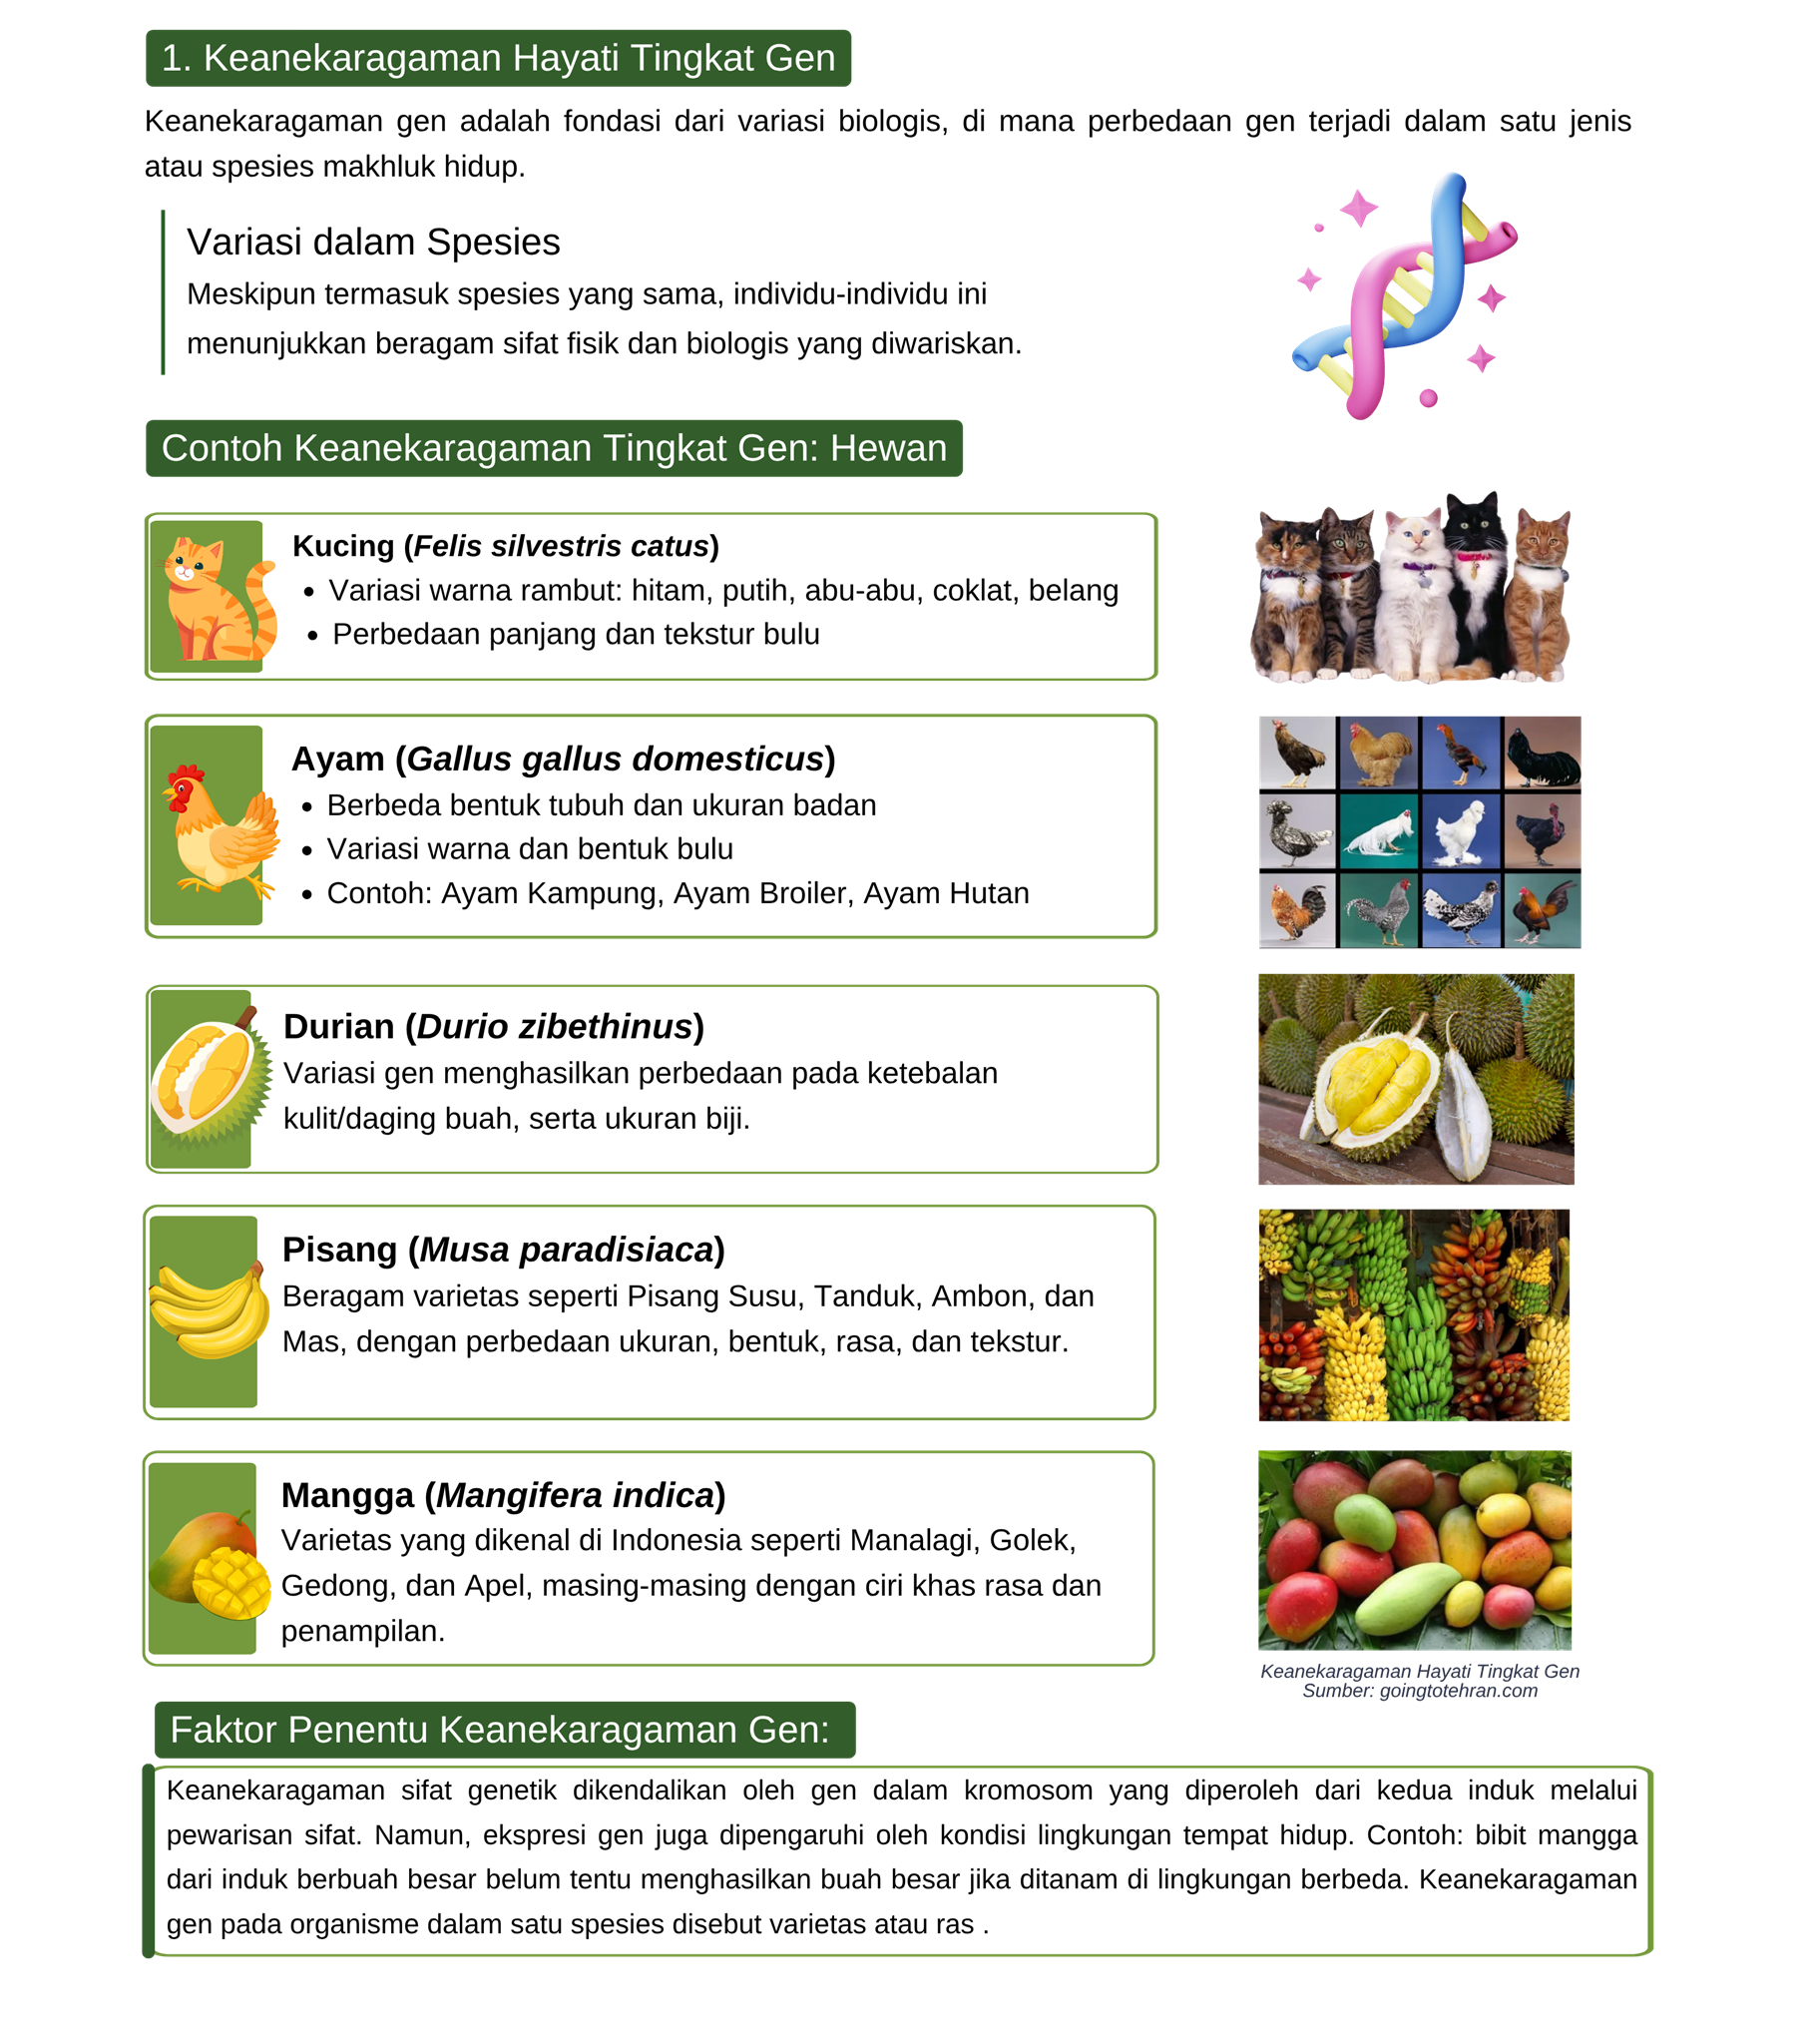 1. Keanekaragaman Hayati Tingkat Gen
Keanekaragaman gen adalah fondasi dari variasi biologis, di mana perbedaan gen terjadi dalam satu jenis
atau spesies makhluk hidup.
Variasi dalam Spesies
Meskipun termasuk spesies yang sama, individu-individu ini
menunjukkan beragam sifat fisik dan biologis yang diwariskan.
Contoh Keanekaragaman Tingkat Gen: Hewan
Kucing (Felis silvestris catus)
• Variasi warna rambut: hitam, putih, abu-abu, coklat, belang
• Perbedaan panjang dan tekstur bulu
Ayam (Gallus gallus domesticus)
• Berbeda bentuk tubuh dan ukuran badan
• Variasi warna dan bentuk bulu
• Contoh: Ayam Kampung, Ayam Broiler, Ayam Hutan
Durian (Durio zibethinus)
Variasi gen menghasilkan perbedaan pada ketebalan
kulit/daging buah, serta ukuran biji.
Pisang (Musa paradisiaca)
Beragam varietas seperti Pisang Susu, Tanduk, Ambon, dan
Mas, dengan perbedaan ukuran, bentuk, rasa, dan tekstur.
Mangga (Mangifera indica)
Varietas yang dikenal di Indonesia seperti Manalagi, Golek,
Gedong, dan Apel, masing-masing dengan ciri khas rasa dan
penampilan.
Keanekaragaman Hayati Tingkat Gen
Sumber: goingtotehran.com
Faktor Penentu Keanekaragaman Gen:
Keanekaragaman sifat genetik dikendalikan oleh gen dalam kromosom yang diperoleh dari kedua induk melalui
pewarisan sifat. Namun, ekspresi gen juga dipengaruhi oleh kondisi lingkungan tempat hidup. Contoh: bibit mangga
dari induk berbuah besar belum tentu menghasilkan buah besar jika ditanam di lingkungan berbeda. Keanekaragaman
gen pada organisme dalam satu spesies disebut varietas atau ras .